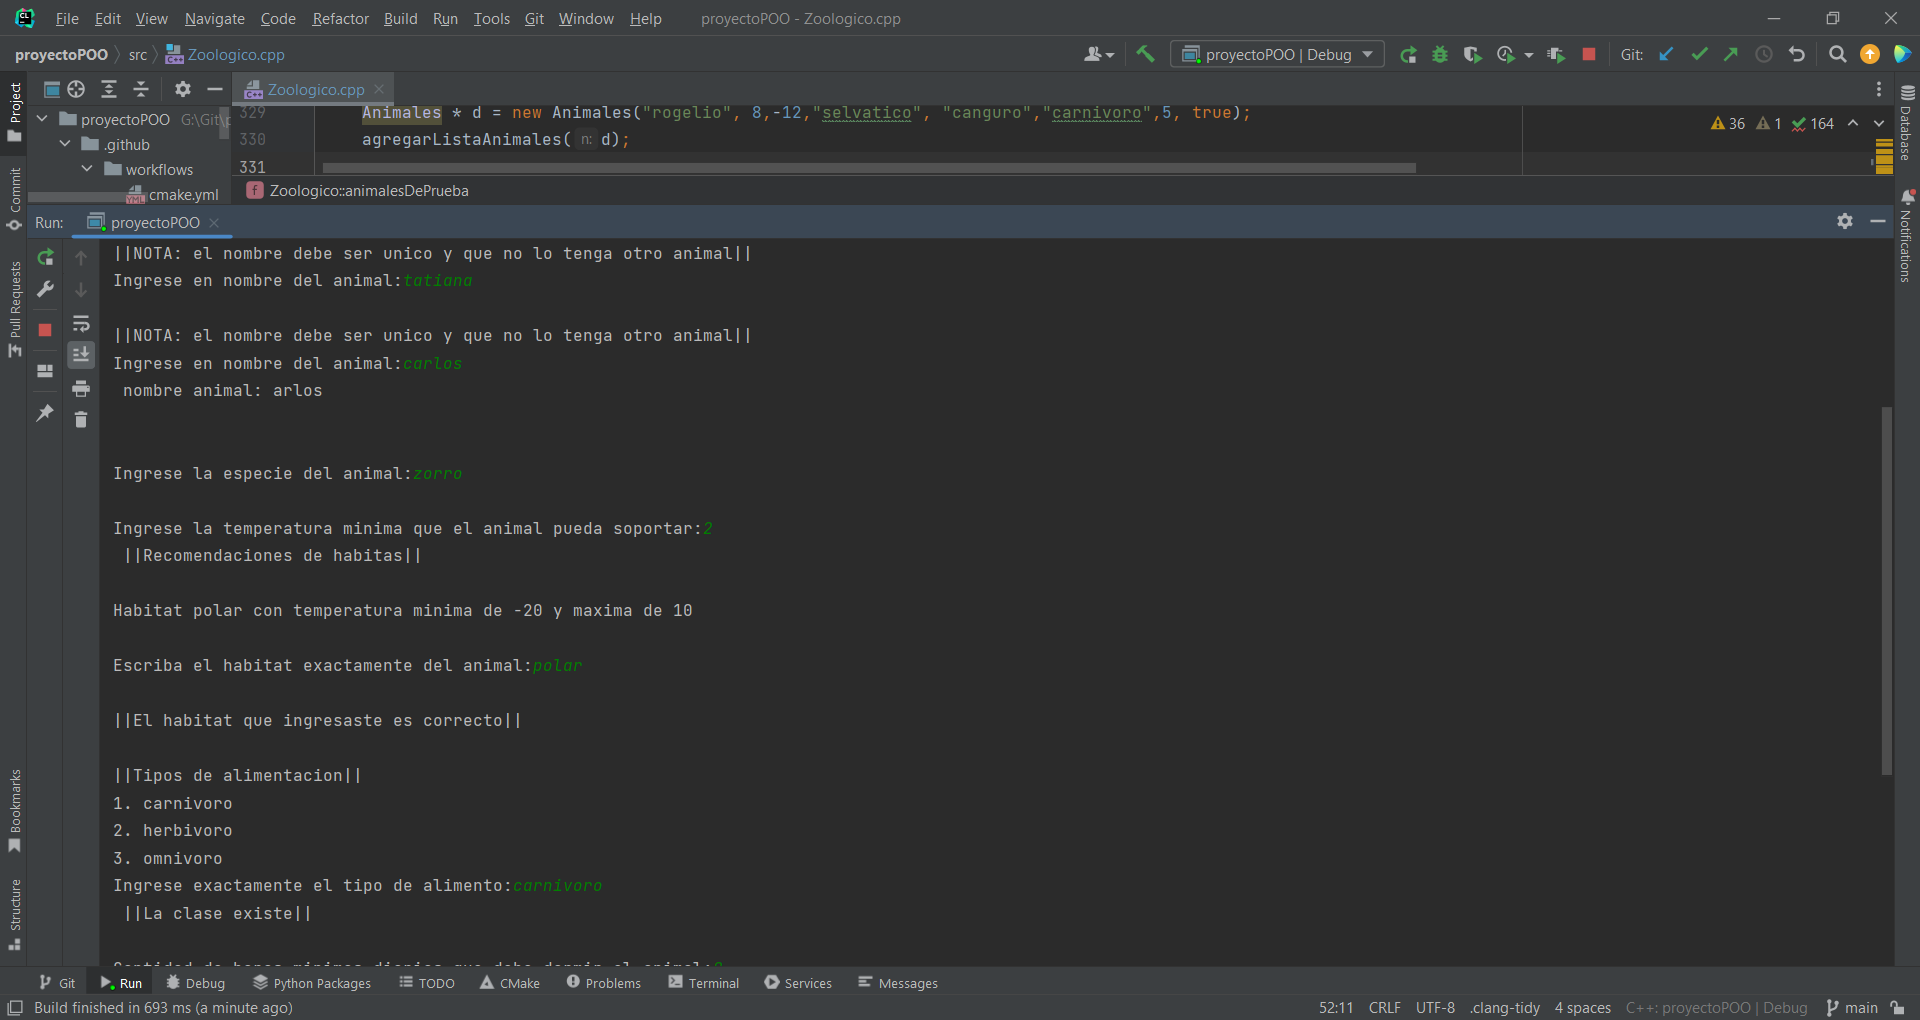 File Edit View Navigate Code Refactor Build Run Tools Git Window Help proyectoPOO - Zoologico.cpp
proyectoPOO src Zoologico.cpp proyectoPOO | Debug Git:
Project
Commit
Pull Requests
Bookmarks
Structure
proyectoPOO G:\Git\p
.github
workflows
cmake.yml
Zoologico.cpp
329 Animales * d = new Animales("rogelio", 8,-12,"selvatico", "canguro","carnivoro",5, true);
330 agregarListaAnimales( n: d);
331
36 1 164
Zoologico::animalesDePrueba
Database
Notifications
Run: proyectoPOO
||NOTA: el nombre debe ser unico y que no lo tenga otro animal||
Ingrese en nombre del animal:tatiana
||NOTA: el nombre debe ser unico y que no lo tenga otro animal||
Ingrese en nombre del animal:carlos
nombre animal: arlos
Ingrese la especie del animal:zorro
Ingrese la temperatura minima que el animal pueda soportar:2
||Recomendaciones de habitas||
Habitat polar con temperatura minima de -20 y maxima de 10
Escriba el habitat exactamente del animal:polar
||El habitat que ingresaste es correcto||
||Tipos de alimentacion||
1. carnivoro
2. herbivoro
3. omnivoro
Ingrese exactamente el tipo de alimento:carnivoro
||La clase existe||
Git Run Debug Python Packages TODO CMake Problems Terminal Services Messages
Build finished in 693 ms (a minute ago) 52:11 CRLF UTF-8 .clang-tidy 4 spaces C++: proyectoPOO | Debug main